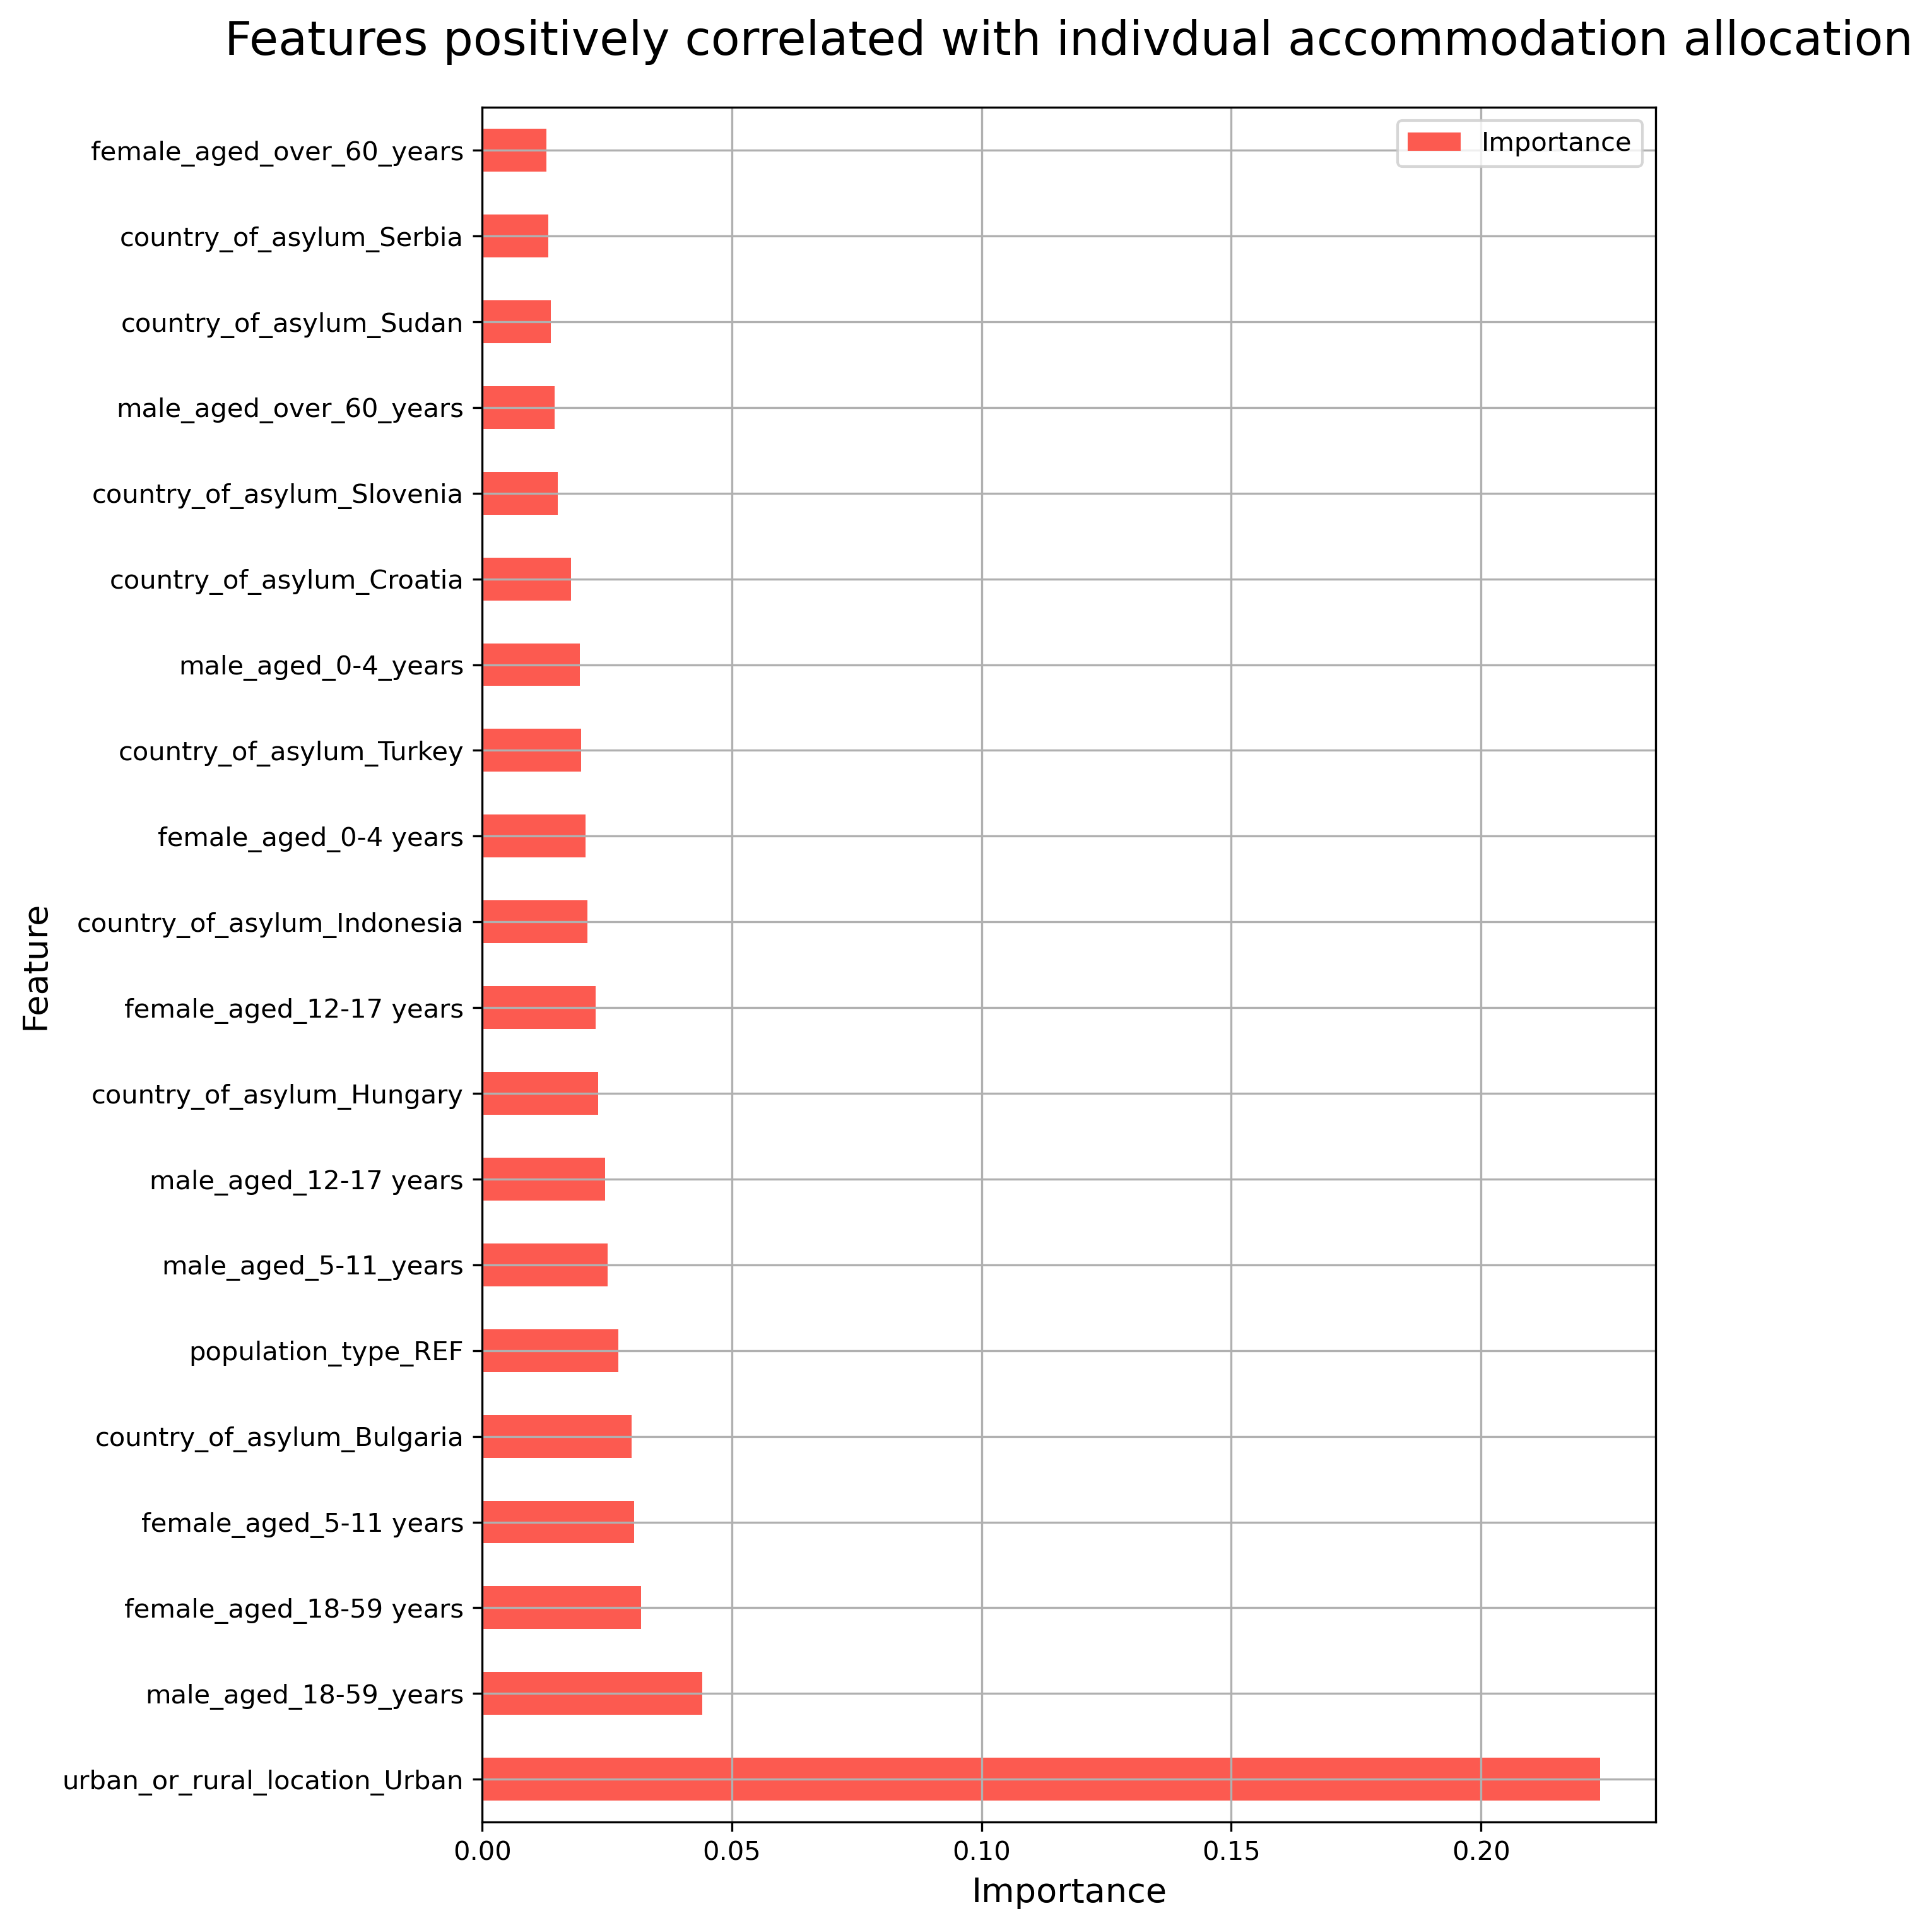 Features positively correlated with indivdual accommodation allocation
Importance
female_aged_over_60_years
country_of_asylum_Serbia
country_of_asylum_Sudan
male_aged_over_60_years
country_of_asylum_Slovenia
country_of_asylum_Croatia
male_aged_0-4_years
country_of_asylum_Turkey
female_aged_0-4 years
country_of_asylum_Indonesia
female_aged_12-17 years
country_of_asylum_Hungary
male_aged_12-17 years
male_aged_5-11_years
population_type_REF
country_of_asylum_Bulgaria
female_aged_5-11 years
female_aged_18-59 years
male_aged_18-59_years
urban_or_rural_location_Urban
Feature
0.00 0.05 0.10 0.15 0.20
Importance